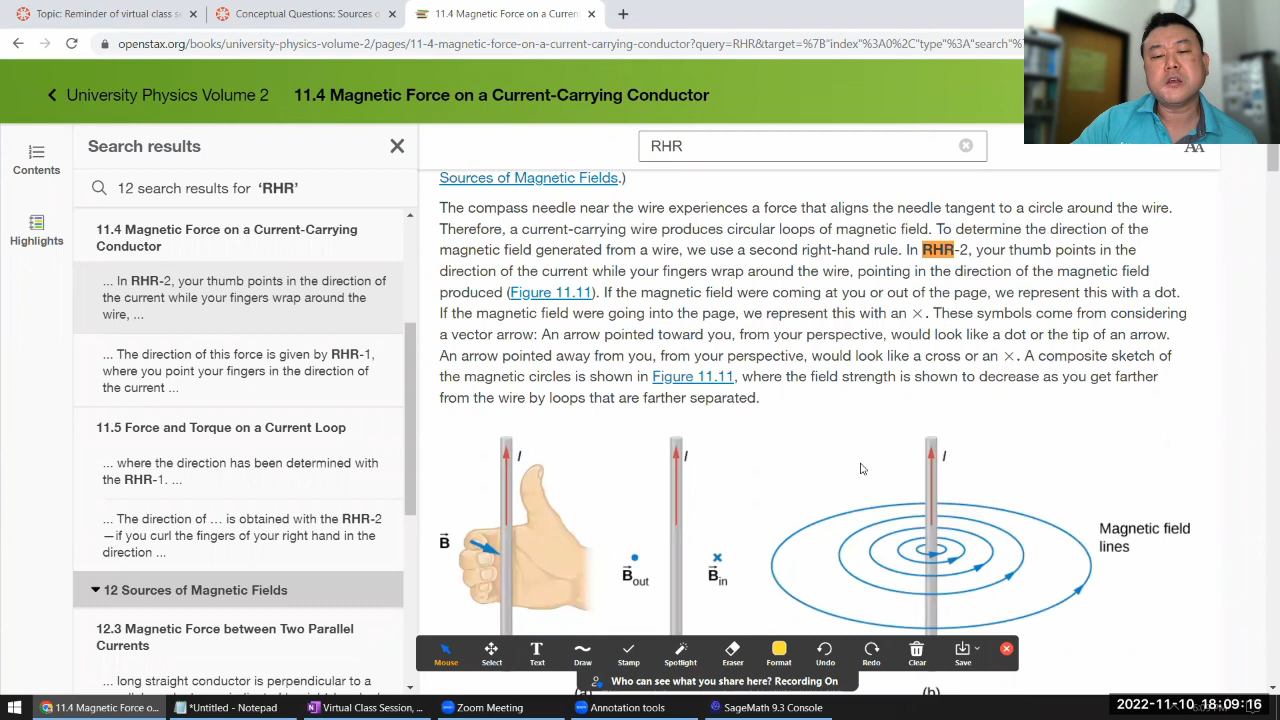 Topic: Reminder of virtual class s
Conceptual Questions: Sources o
11.4 Magnetic Force on a Curren
openstax.org/books/university-physics-volume-2/pages/11-4-magnetic-force-on-a-current-carrying-conductor?query=RHR&target=%7B"index"%3A0%2C"type"%3A"search"%
University Physics Volume 2
11.4 Magnetic Force on a Current-Carrying Conductor
Contents
Highlights
Search results
12 search results for ‘RHR’
11.4 Magnetic Force on a Current-Carrying
Conductor
... In RHR-2, your thumb points in the
direction of the current while your
fingers wrap around the
wire, ...
... The direction of this force is given by RHR-1,
where you point your fingers in the direction of
the current ...
11.5 Force and Torque on a Current Loop
... where the direction has been determined with
the RHR-1. ...
... The direction of ... is obtained with the RHR-2
—if you curl the fingers of your right hand in the
direction ...
12 Sources of Magnetic Fields
12.3 Magnetic Force between Two Parallel
Currents
... long straight conductor is perpendicular to a
RHR
AA
Sources of Magnetic Fields.)
The compass needle near the wire experiences a force that aligns the needle tangent to a circle around the wire.
Therefore, a current-carrying wire produces circular loops of magnetic field. To determine the direction of the
magnetic field generated from a wire, we use a second right-hand rule. In RHR-2, your thumb points in the
direction of the current while your fingers wrap around the wire, pointing in the direction of the magnetic field
produced (Figure 11.11). If the magnetic field were coming at you or out of the page, we represent this with a dot.
If the magnetic field were going into the page, we represent this with an ×. These symbols come from considering
a vector arrow: An arrow pointed toward you, from your perspective, would look like a dot or the tip of an arrow.
An arrow pointed away from you, from your perspective, would look like a cross or an ×. A composite sketch of
the magnetic circles is shown in Figure 11.11, where the field strength is shown to decrease as you get farther
from the wire by loops that are farther separated.
I
I
I
B
B out
B in
Magnetic field
lines
Mouse
Select
Text
Draw
Stamp
Spotlight
Eraser
Format
Undo
Redo
Clear
Save
Who can see what you share here? Recording On
11.4 Magnetic Force o...
*Untitled - Notepad
Virtual Class Session, ...
Zoom Meeting
Annotation tools
SageMath 9.3 Console
2022-11-10 18:09:16